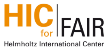 HIC
for FAIR
Helmholtz International Center